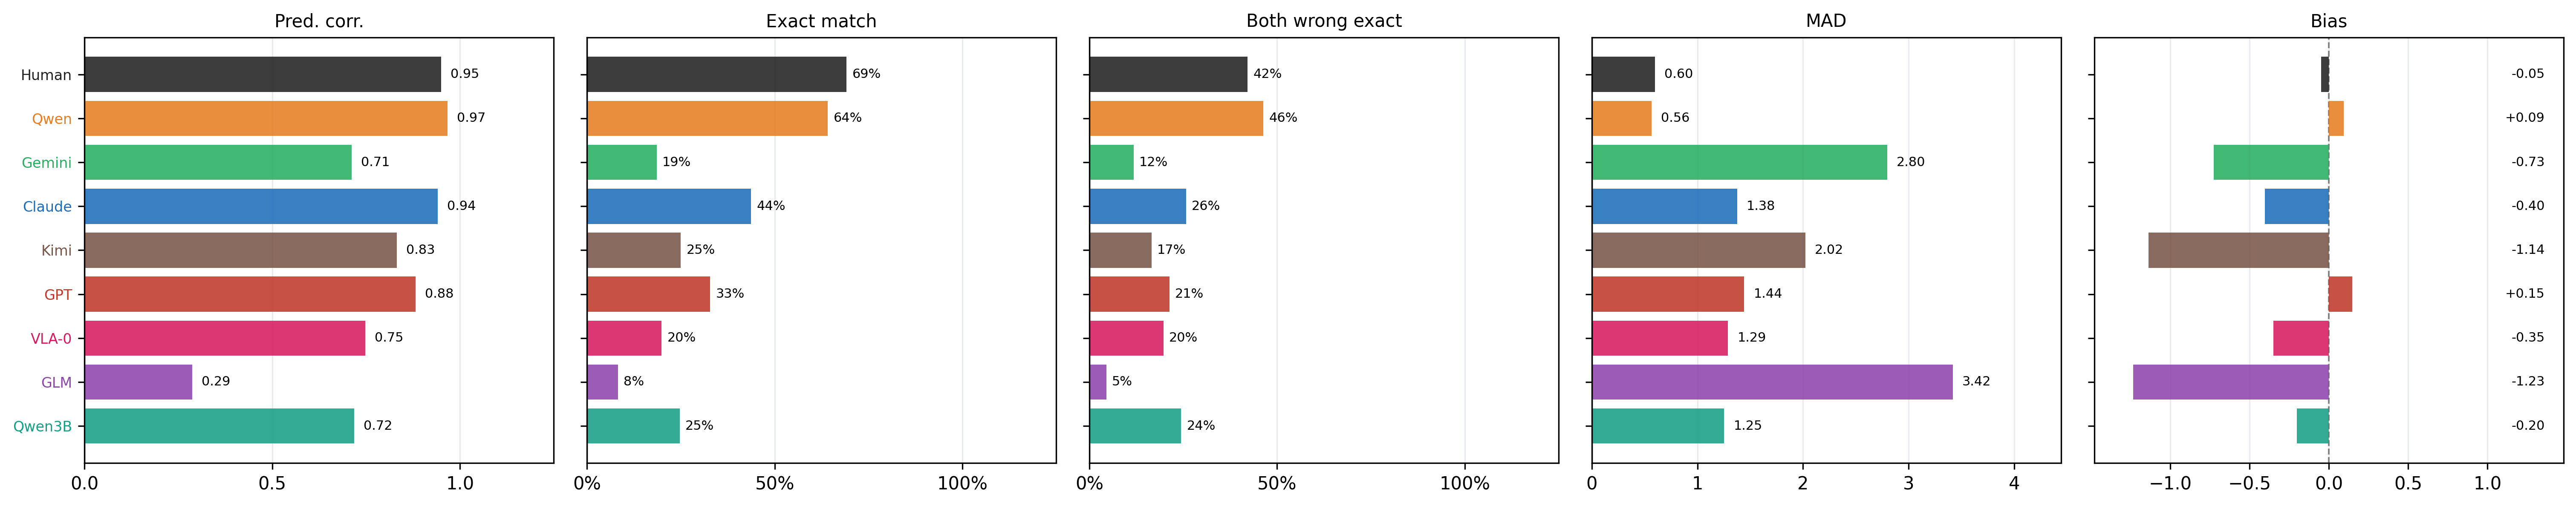 Pred. corr.
Exact match
Both wrong exact
MAD
Bias
Human 0.95 69% 42% 0.60 -0.05
Qwen 0.97 64% 46% 0.56 +0.09
Gemini 0.71 19% 12% 2.80 -0.73
Claude 0.94 44% 26% 1.38 -0.40
Kimi 0.83 25% 17% 2.02 -1.14
GPT 0.88 33% 21% 1.44 +0.15
VLA-0 0.75 20% 20% 1.29 -0.35
GLM 0.29 8% 5% 3.42 -1.23
Qwen3B 0.72 25% 24% 1.25 -0.20
0.0 0.5 1.0
0% 50% 100%
0% 50% 100%
0 1 2 3 4
−1.0 −0.5 0.0 0.5 1.0